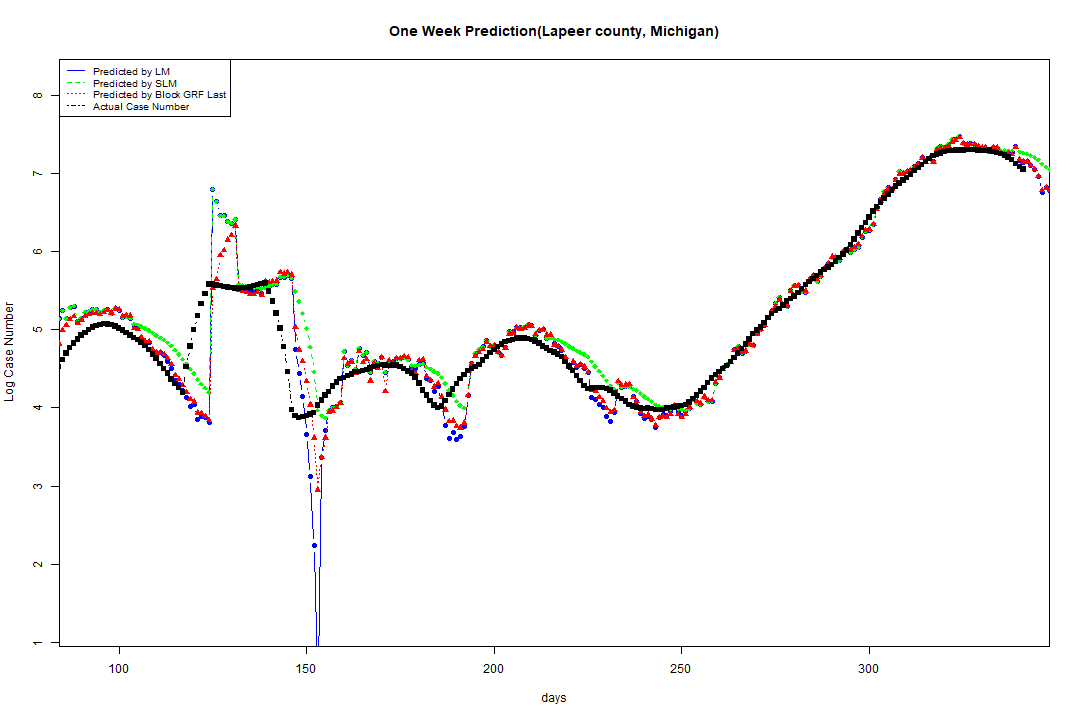 One Week Prediction(Lapeer county, Michigan)
Predicted by LM
Predicted by SLM
Predicted by Block GRF Last
Actual Case Number
8
7
6
5
4
3
2
1
Log Case Number
100 150 200 250 300
days